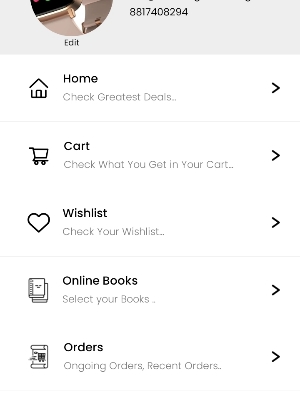 8817408294
Edit
Home
Check Greatest Deals...
Cart
Check What You Get in Your Cart...
Wishlist
Check Your Wishlist...
Online Books
Select your Books ..
Orders
Ongoing Orders, Recent Orders..